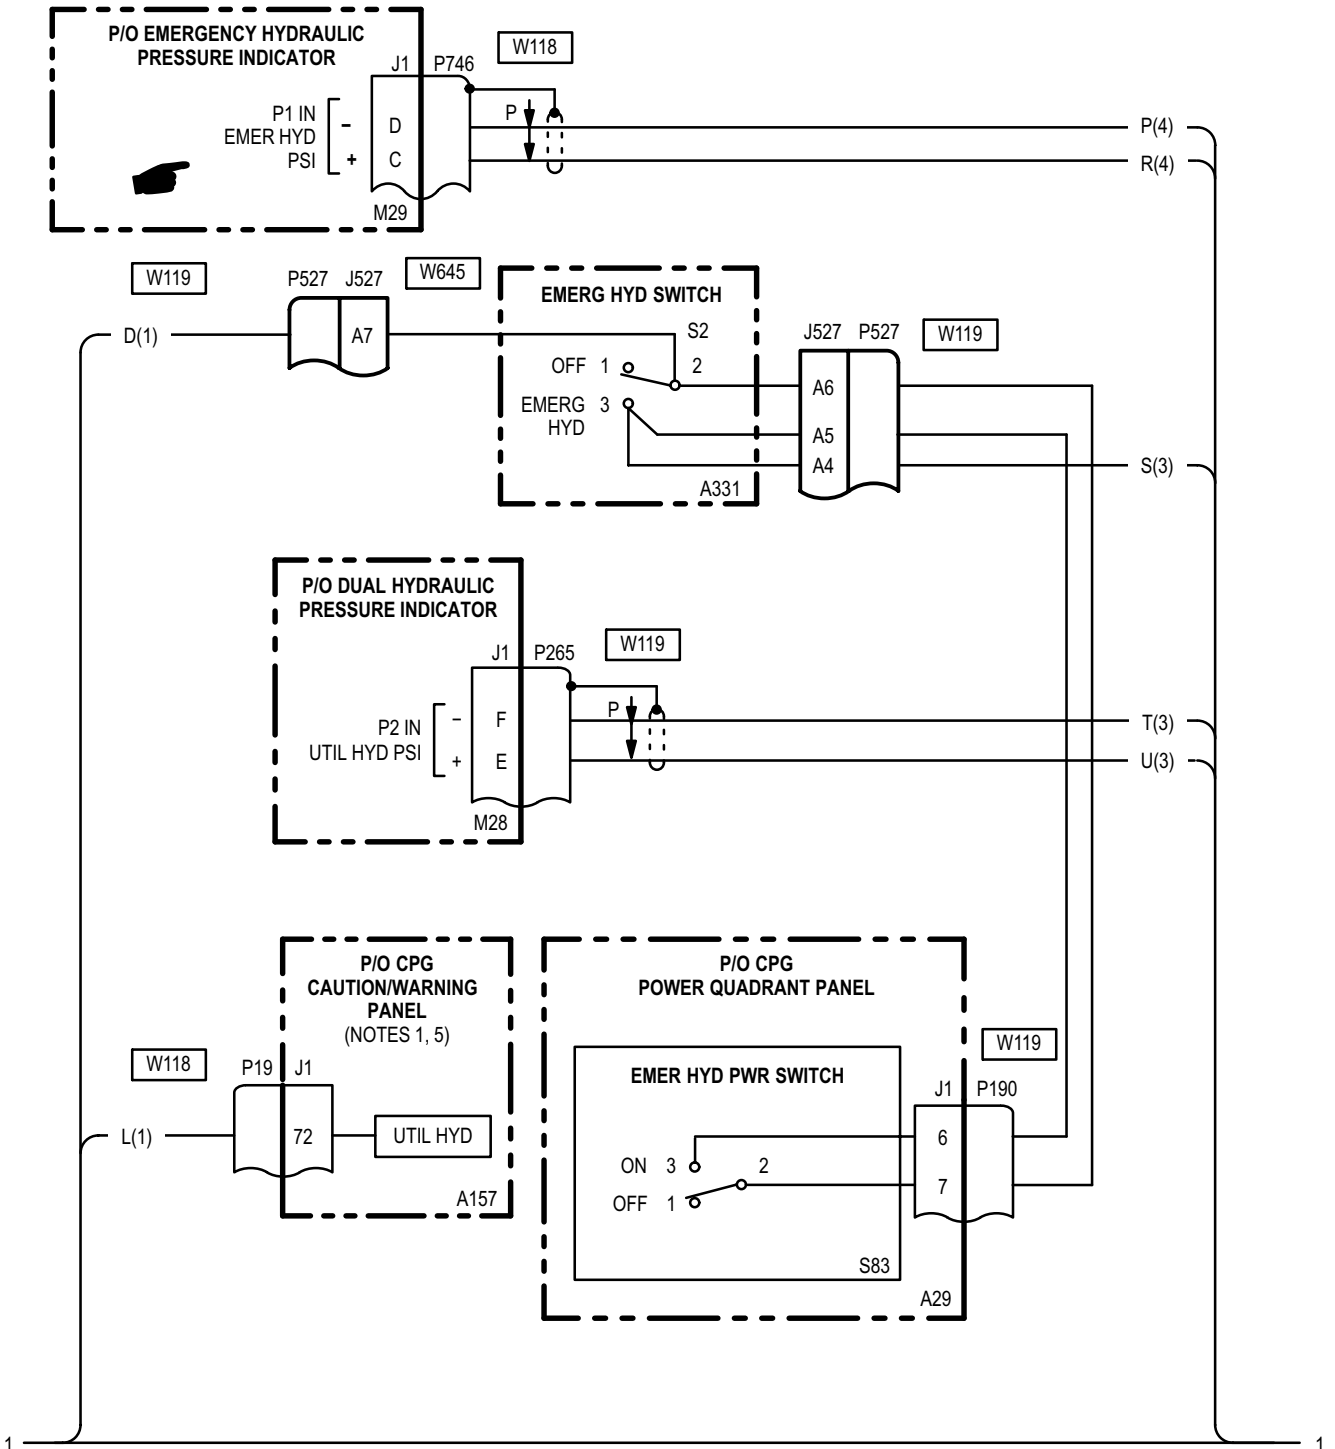 P/O EMERGENCY HYDRAULIC
PRESSURE INDICATOR
W118
J1 P746
P1 IN
EMER HYD
PSI
–
+
D
C
P
P(4)
R(4)
M29
W119
P527 J527
W645
D(1)
A7
EMERG HYD SWITCH
S2
OFF 1
2
EMERG 3
HYD
A331
J527 P527
W119
A6
A5
A4
S(3)
P/O DUAL HYDRAULIC
PRESSURE INDICATOR
W119
J1 P265
P2 IN
UTIL HYD PSI
–
+
F
E
P
T(3)
U(3)
M28
P/O CPG
CAUTION/WARNING
PANEL
(NOTES 1, 5)
W118
P19 J1
L(1)
72
UTIL HYD
A157
P/O CPG
POWER QUADRANT PANEL
EMER HYD PWR SWITCH
W119
J1 P190
6
7
ON 3
2
OFF 1
S83
A29
1
1